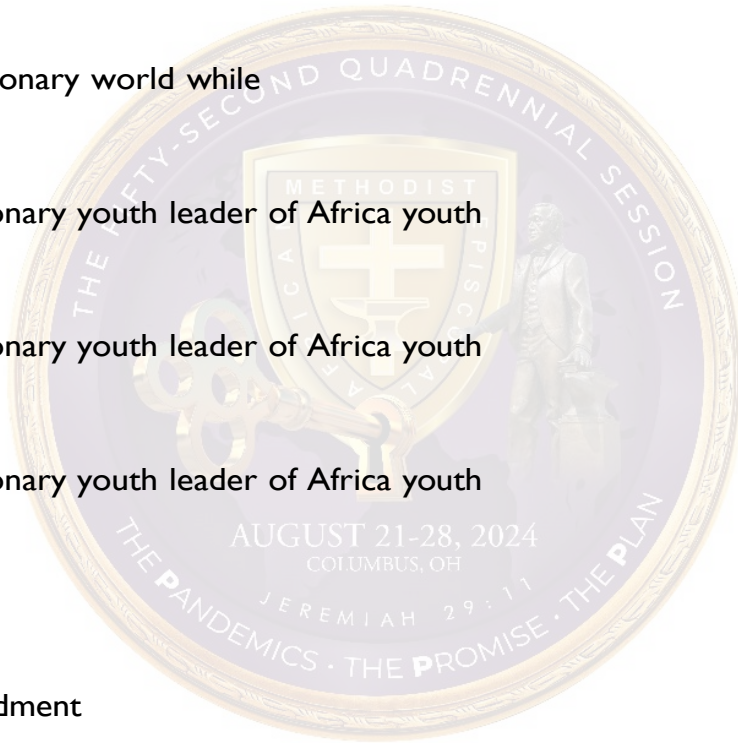 onary world while
onary youth leader of Africa youth
onary youth leader of Africa youth
onary youth leader of Africa youth
dment
THE FIFTY-SECOND QUADRENNIAL SESSION
AFRICAN METHODIST EPISCOPAL
AUGUST 21-28, 2024
COLUMBUS, OH
JEREMIAH 29:11
THE PANDEMICS · THE PROMISE · THE PLAN